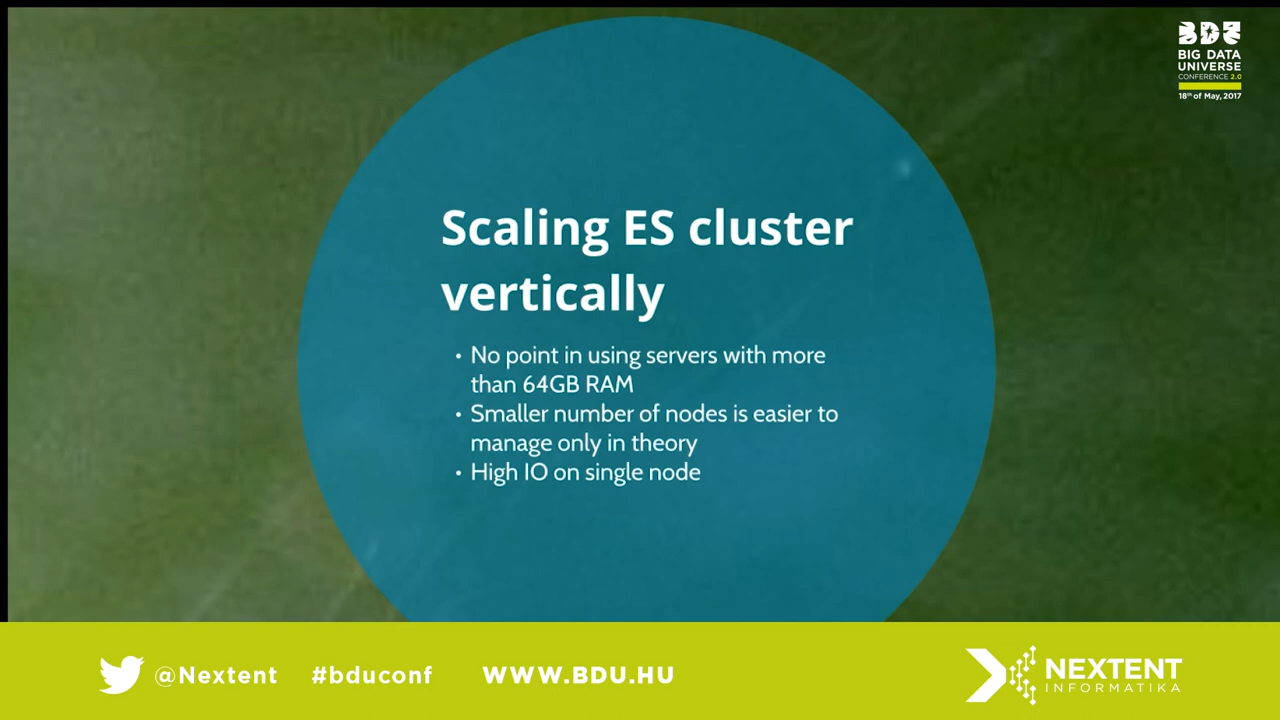 BDU
BIG DATA
UNIVERSE
CONFERENCE 2.0
18th of May, 2017
Scaling ES cluster
vertically
• No point in using servers with more
than 64GB RAM
• Smaller number of nodes is easier to
manage only in theory
• High IO on single node
@Nextent #bduconf WWW.BDU.HU
NEXTENT
INFORMATIKA